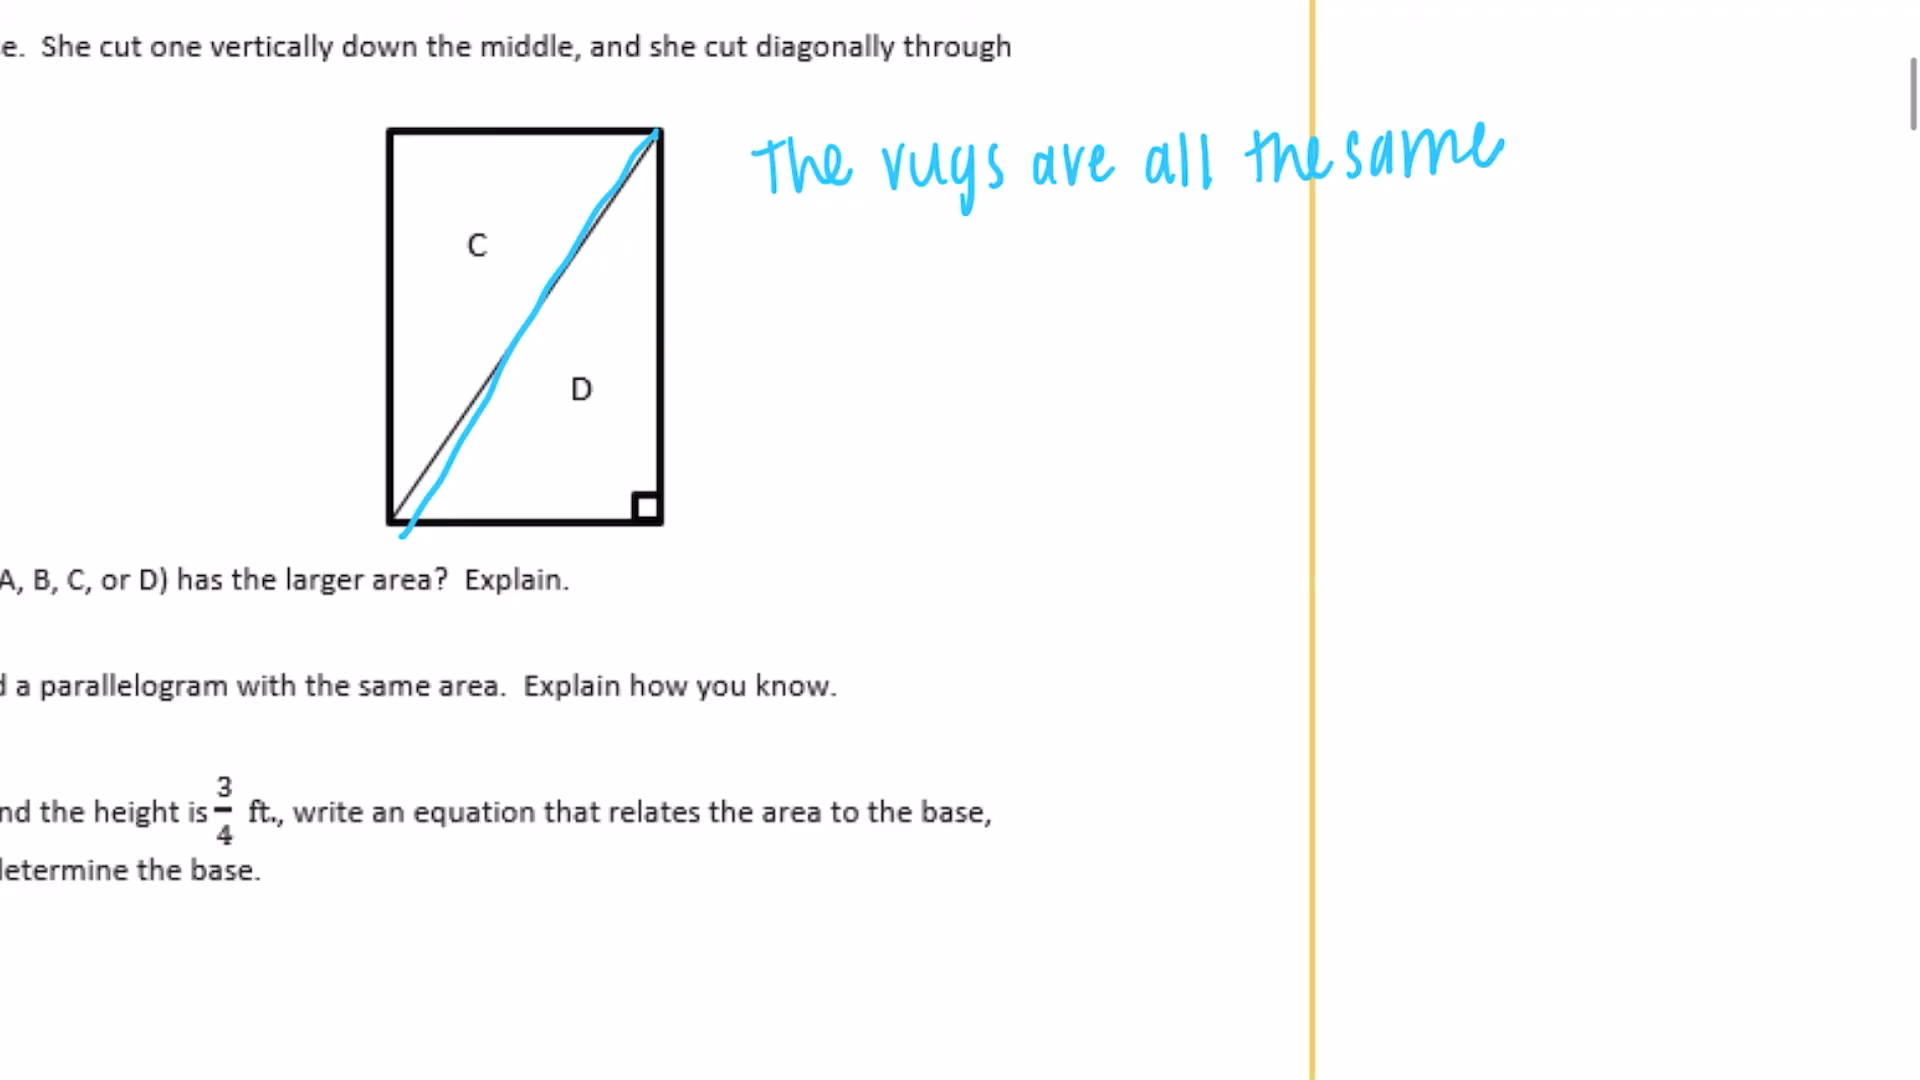 e. She cut one vertically down the middle, and she cut diagonally through
The rugs are all the same
C
D
A, B, C, or D) has the larger area? Explain.
d a parallelogram with the same area. Explain how you know.
nd the height is 3/4 ft., write an equation that relates the area to the base,
determine the base.